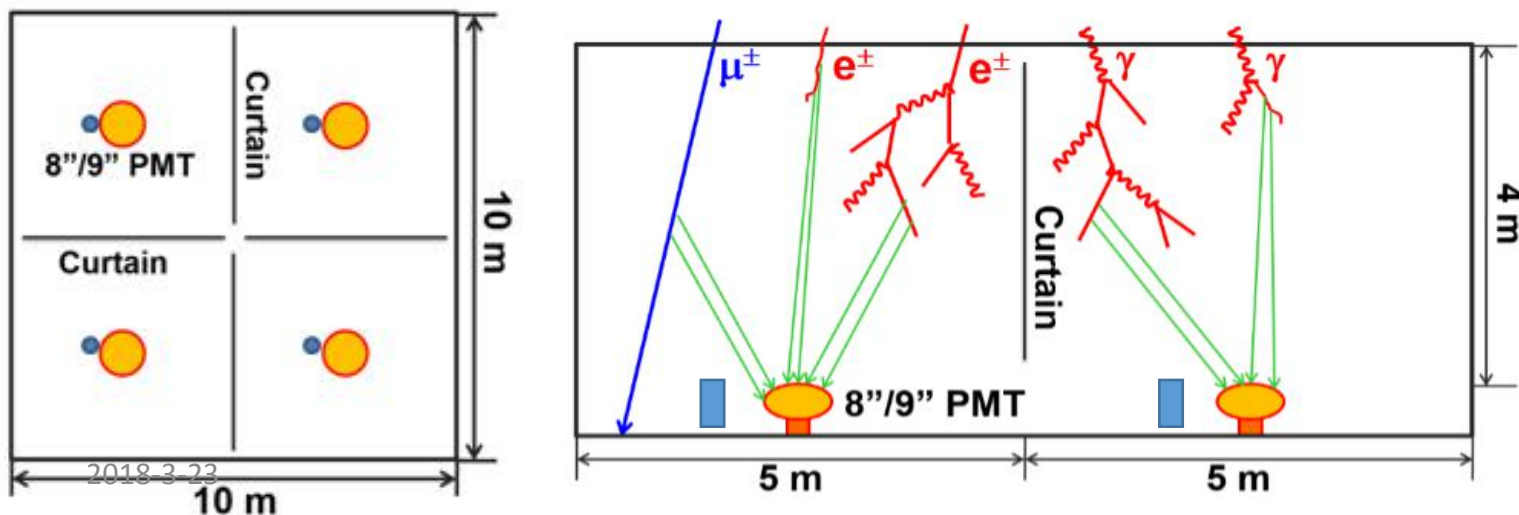 Curtain
8”/9” PMT
Curtain
10 m
2018-3-23
10 m
μ±
e±
e±
γ
γ
Curtain
4 m
8”/9” PMT
5 m
5 m